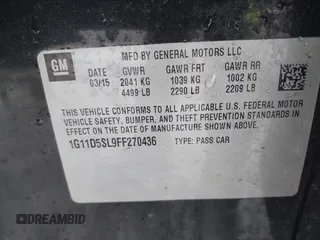 GM
MFD BY GENERAL MOTORS LLC
DATE GVWR GAWR FRT GAWR RR
03/15 2041 KG 1039 KG 1002 KG
4499 LB 2290 LB 2209 LB
THIS VEHICLE CONFORMS TO ALL APPLICABLE U.S. FEDERAL MOTOR
VEHICLE SAFETY, BUMPER, AND THEFT PREVENTION STANDARDS IN
EFFECT ON THE DATE OF MANUFACTURE SHOWN ABOVE.
1G11D5SL9FF270436 TYPE: PASS CAR
DREAMBID